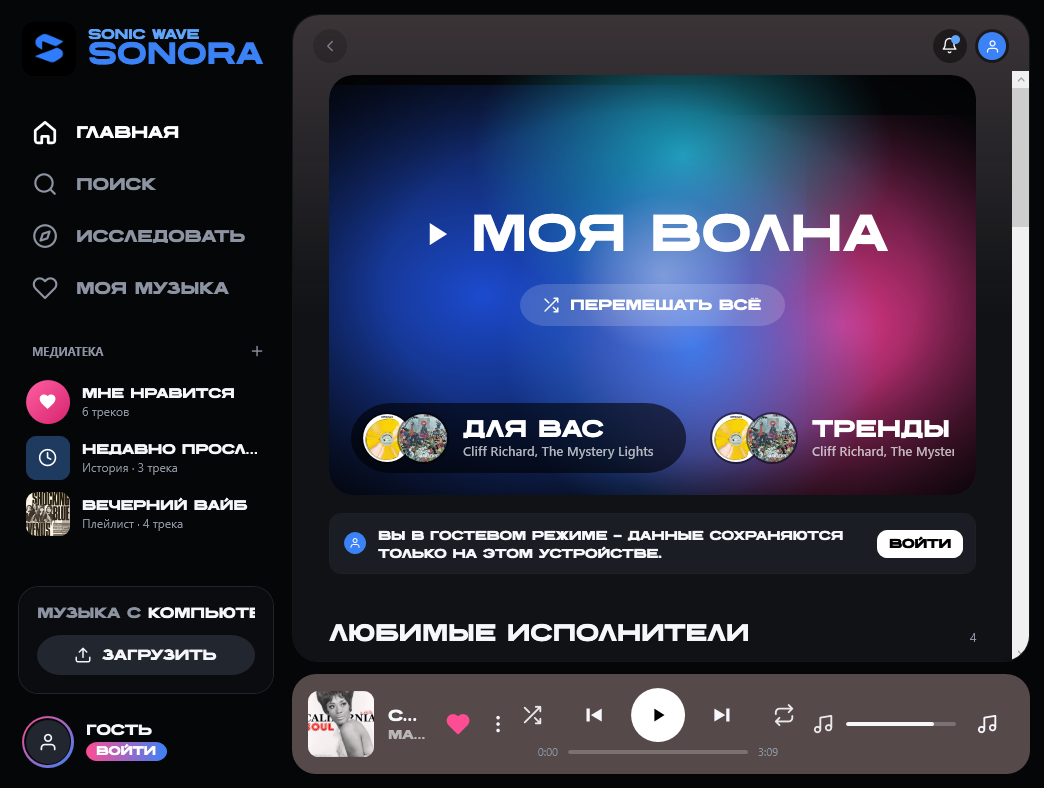 SONIC WAVE
SONORA
ГЛАВНАЯ
ПОИСК
ИССЛЕДОВАТЬ
МОЯ МУЗЫКА
МЕДИАТЕКА
МНЕ НРАВИТСЯ
6 треков
НЕДАВНО ПРОСЛ...
История · 3 трека
ВЕЧЕРНИЙ ВАЙБ
Плейлист · 4 трека
МУЗЫКА С КОМПЬЮТЕ
ЗАГРУЗИТЬ
ГОСТЬ
ВОЙТИ
МОЯ ВОЛНА
ПЕРЕМЕШАТЬ ВСЁ
ДЛЯ ВАС
Cliff Richard, The Mystery Lights
ТРЕНДЫ
Cliff Richard, The Myster
ВЫ В ГОСТЕВОМ РЕЖИМЕ – ДАННЫЕ СОХРАНЯЮТСЯ
ТОЛЬКО НА ЭТОМ УСТРОЙСТВЕ.
ВОЙТИ
ЛЮБИМЫЕ ИСПОЛНИТЕЛИ
4
CALIFORNIA
SOUL
С...
МА...
0:00
3:09